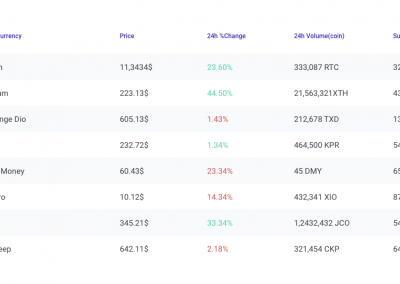 urrency Price 24h %Change 24h Volume(coin) Su
n 11,3434$ 23.60% 333,087 RTC 32
um 223.13$ 44.50% 21,563,321XTH 43
nge Dio 605.13$ 1.43% 212,678 TXD 13
232.72$ 1.34% 464,500 KPR 54
Money 60.43$ 23.34% 45 DMY 65
ro 10.12$ 14.34% 432,341 XIO 87
345.21$ 33.34% 1,2432,432 JCO 54
eep 642.11$ 2.18% 321,454 CKP 64